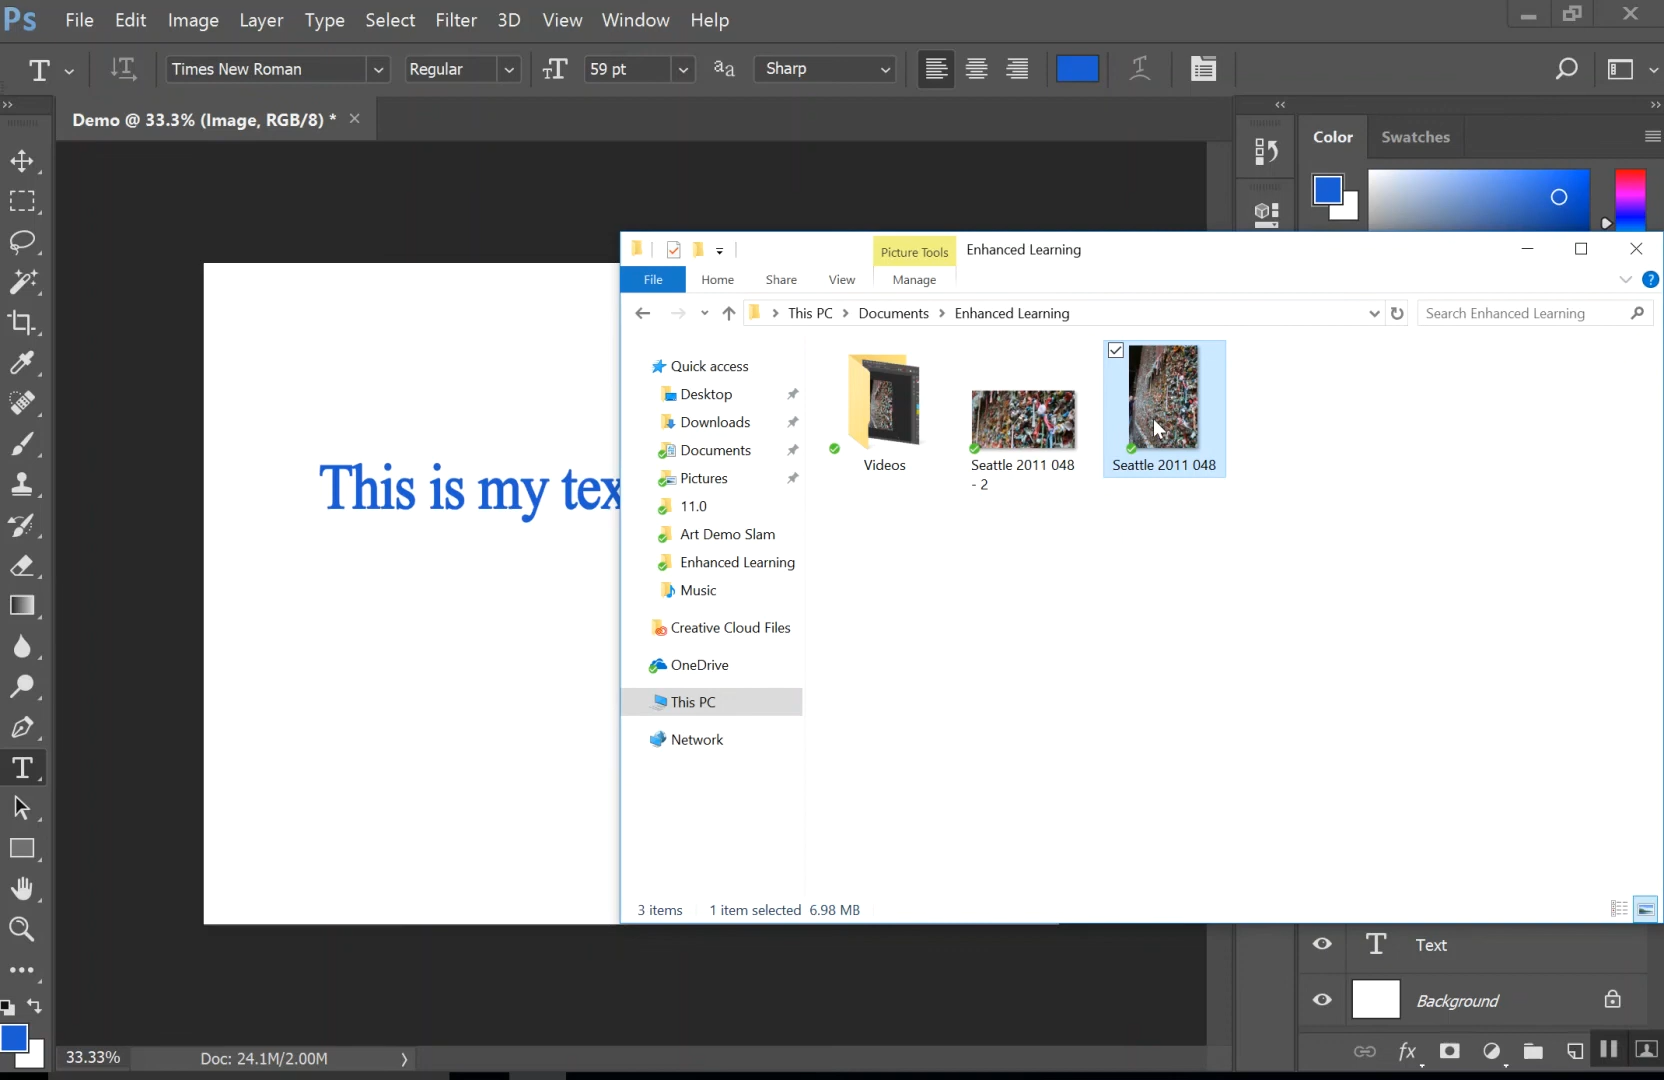 Ps File Edit Image Layer Type Select Filter 3D View Window Help
T Times New Roman Regular 59 pt aa Sharp
Demo @ 33.3% (Image, RGB/8) *
Color Swatches
Picture Tools Enhanced Learning
File Home Share View Manage
This PC > Documents > Enhanced Learning
Search Enhanced Learning
Quick access
Desktop
Downloads
Documents
Pictures
11.0
Art Demo Slam
Enhanced Learning
Music
Creative Cloud Files
OneDrive
This PC
Network
Videos
Seattle 2011 048
- 2
Seattle 2011 048
This is my tex
3 items 1 item selected 6.98 MB
T Text
Background
33.33% Doc: 24.1M/2.00M
fx